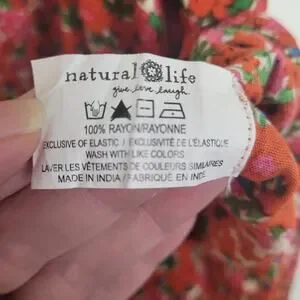 natural life
give. love. laugh.
100% RAYON/RAYONNE
EXCLUSIVE OF ELASTIC / EXCLUSIVITÉ DE L'ÉLASTIQUE
WASH WITH LIKE COLORS
LAVER LES VÊTEMENTS DE COULEURS SIMILAIRES
MADE IN INDIA / FABRIQUÉ EN INDE